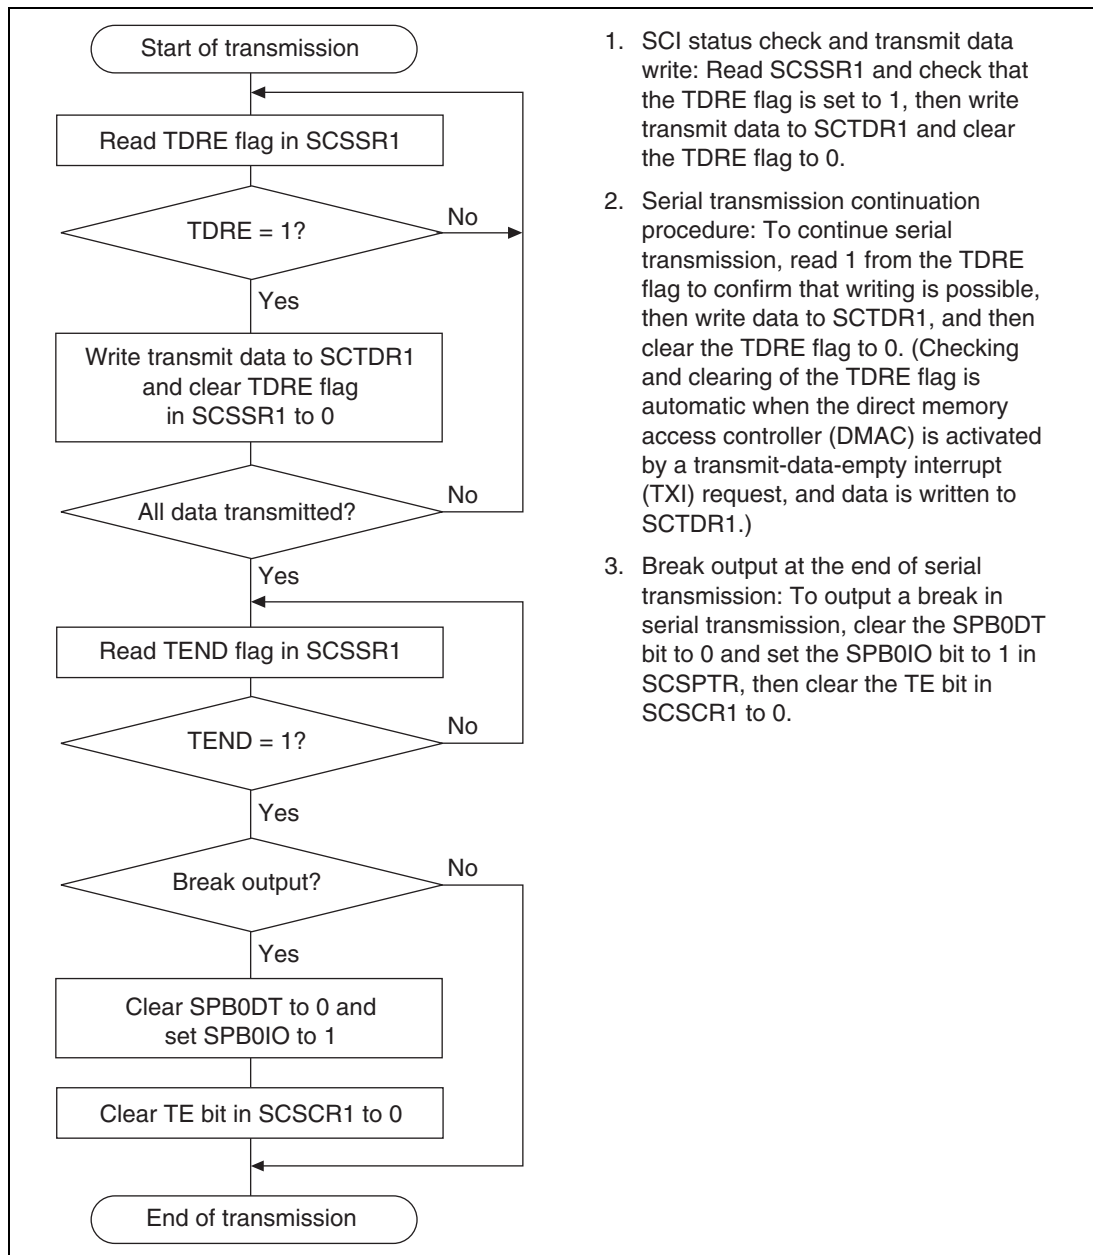 Start of transmission
Read TDRE flag in SCSSR1
TDRE = 1?
No
Yes
Write transmit data to SCTDR1
and clear TDRE flag
in SCSSR1 to 0
All data transmitted?
No
Yes
Read TEND flag in SCSSR1
TEND = 1?
No
Yes
Break output?
No
Yes
Clear SPB0DT to 0 and
set SPB0IO to 1
Clear TE bit in SCSCR1 to 0
End of transmission
1. SCI status check and transmit data
write: Read SCSSR1 and check that
the TDRE flag is set to 1, then write
transmit data to SCTDR1 and clear
the TDRE flag to 0.
2. Serial transmission continuation
procedure: To continue serial
transmission, read 1 from the TDRE
flag to confirm that writing is possible,
then write data to SCTDR1, and then
clear the TDRE flag to 0. (Checking
and clearing of the TDRE flag is
automatic when the direct memory
access controller (DMAC) is activated
by a transmit-data-empty interrupt
(TXI) request, and data is written to
SCTDR1.)
3. Break output at the end of serial
transmission: To output a break in
serial transmission, clear the SPB0DT
bit to 0 and set the SPB0IO bit to 1 in
SCSPTR, then clear the TE bit in
SCSCR1 to 0.